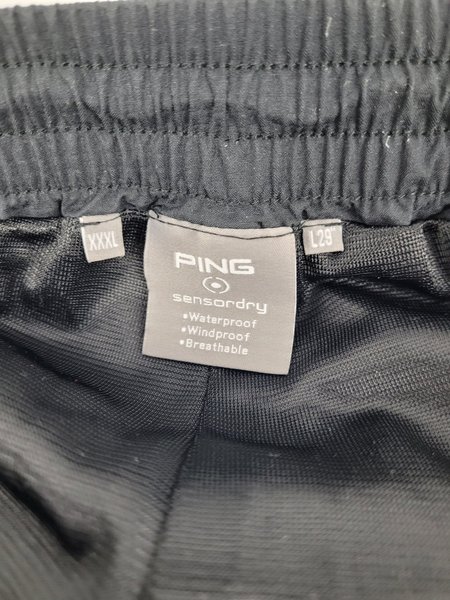 XXXL
PING
sensordry
•Waterproof
•Windproof
•Breathable
L29"